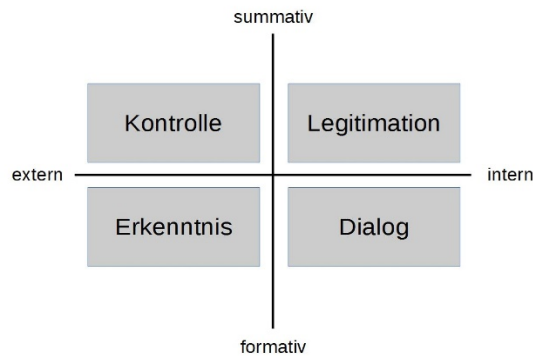 summativ
Kontrolle
Legitimation
extern
intern
Erkenntnis
Dialog
formativ